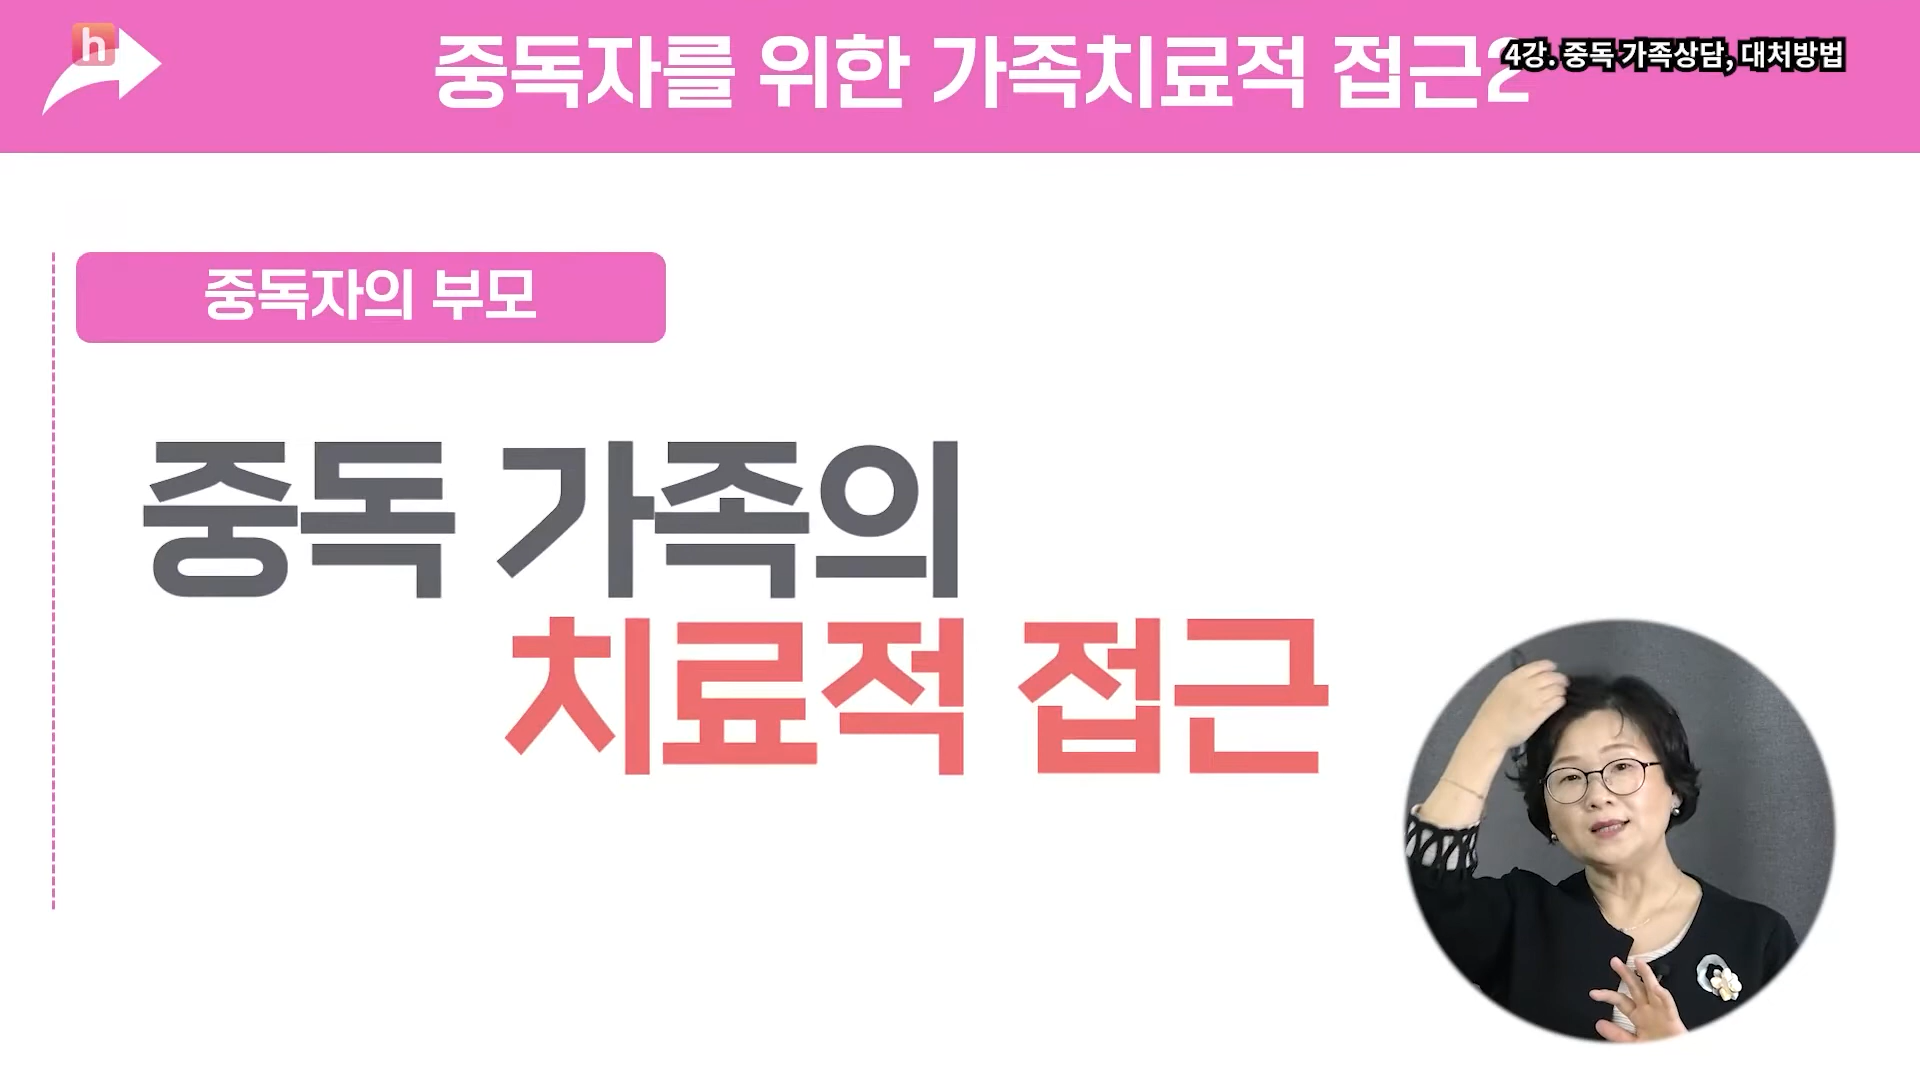 h
중독자를 위한 가족치료적 접근2
4강. 중독 가족상담, 대처방법
중독자의 부모
중독 가족의
치료적 접근